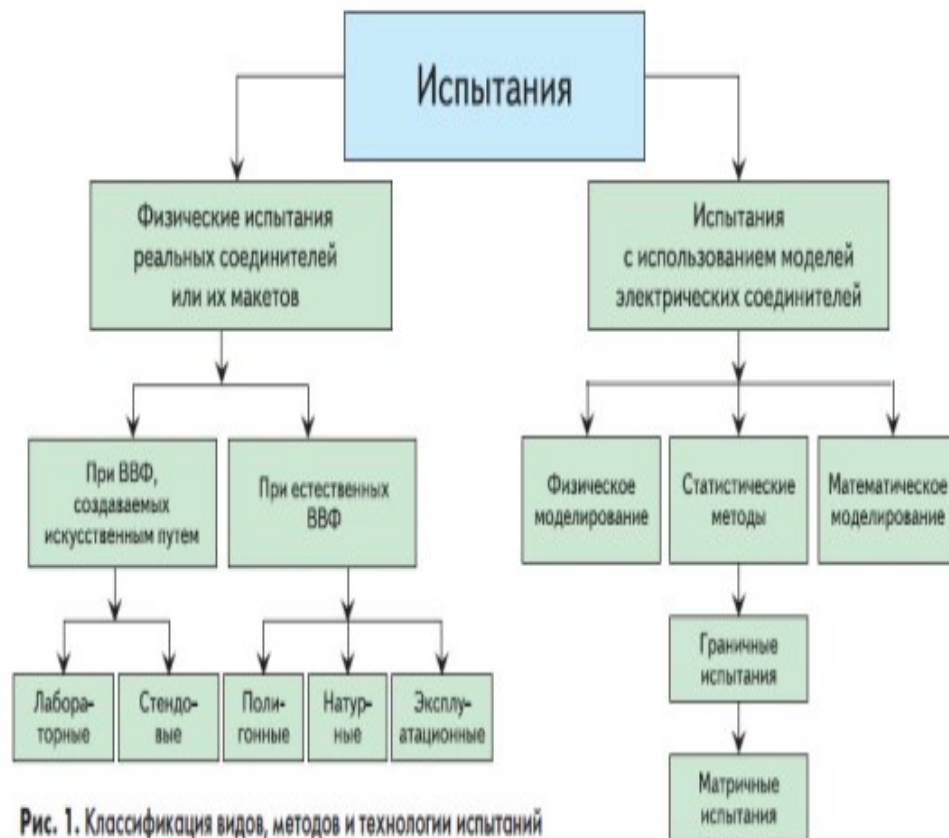 Испытания
Физические испытания
реальных соединителей
или их макетов
Испытания
с использованием моделей
электрических соединителей
При ВВФ,
создаваемых
искусственным путем
При естественных
ВВФ
Физическое
моделирование
Статистические
методы
Математическое
моделирование
Лабора-
торные
Стендо-
вые
Поли-
гонные
Натур-
ные
Эксплу-
атационные
Граничные
испытания
Матричные
испытания
Рис. 1. Классификация видов, методов и технологии испытаний